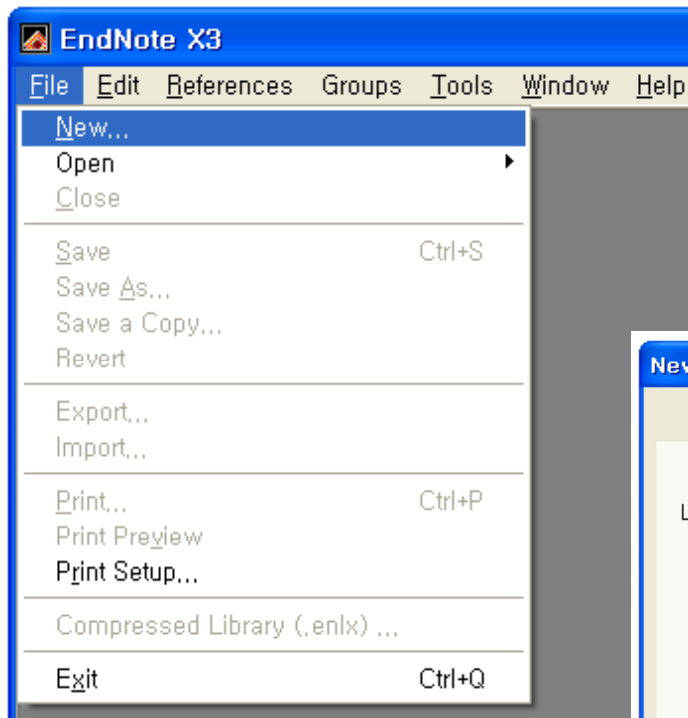 EndNote X3
File Edit References Groups Tools Window Help
New...
Open
Close
Save Ctrl+S
Save As...
Save a Copy...
Revert
Export...
Import...
Print... Ctrl+P
Print Preview
Print Setup...
Compressed Library (.enlx) ...
Exit Ctrl+Q